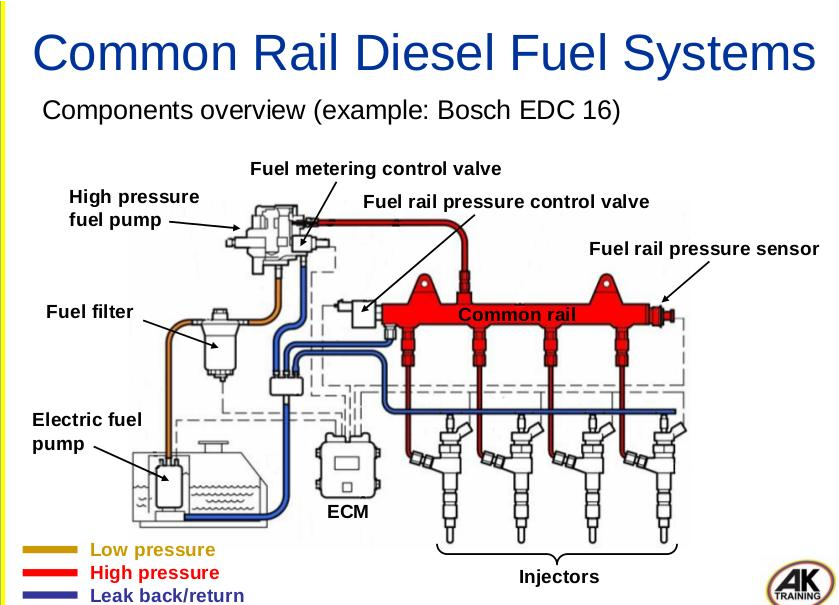 Common Rail Diesel Fuel Systems
Components overview (example: Bosch EDC 16)
Fuel metering control valve
High pressure
fuel pump
Fuel rail pressure control valve
Fuel rail pressure sensor
Fuel filter
Common rail
Electric fuel
pump
ECM
Low pressure
High pressure
Leak back/return
Injectors
AK
TRAINING